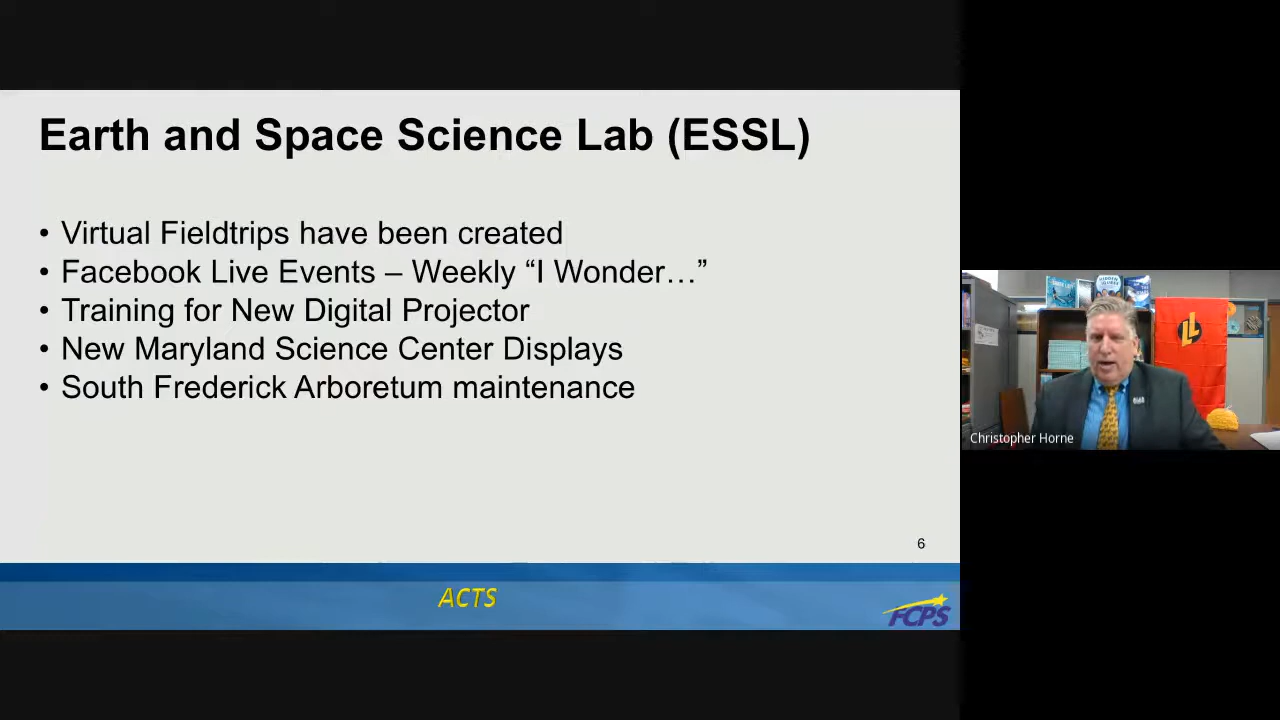 Earth and Space Science Lab (ESSL)
• Virtual Fieldtrips have been created
• Facebook Live Events – Weekly “I Wonder…”
• Training for New Digital Projector
• New Maryland Science Center Displays
• South Frederick Arboretum maintenance
6
ACTS
FCPS
Christopher Horne